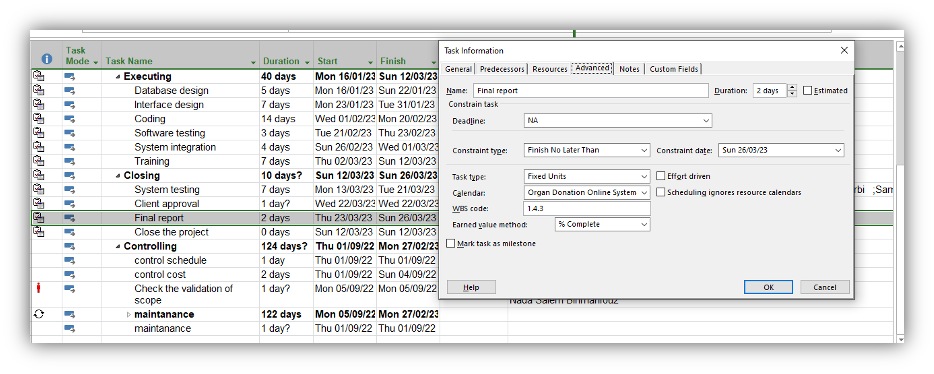 Task Mode Task Name Duration Start Finish
Executing 40 days Mon 16/01/23 Sun 12/03/23
Database design 5 days Mon 16/01/23 Sun 22/01/23
Interface design 7 days Mon 23/01/23 Tue 31/01/23
Coding 14 days Wed 01/02/23 Mon 20/02/23
Software testing 3 days Tue 21/02/23 Thu 23/02/23
System integration 4 days Sun 26/02/23 Wed 01/03/23
Training 7 days Thu 02/03/23 Sun 12/03/23
Closing 10 days? Sun 12/03/23 Sun 26/03/23
System testing 7 days Mon 13/03/23 Tue 21/03/23
Client approval 1 day? Wed 22/03/23 Wed 22/03/23
Final report 2 days Thu 23/03/23 Sun 26/03/23
Close the project 0 days Sun 12/03/23 Sun 12/03/23
Controlling 124 days? Thu 01/09/22 Mon 27/02/23
control schedule 1 day Thu 01/09/22 Thu 01/09/22
control cost 2 days Thu 01/09/22 Sun 04/09/22
Check the validation of scope 1 day? Mon 05/09/22 Mon 05/09/22
maintanance 122 days Mon 05/09/22 Mon 27/02/23
maintanance 1 day? Thu 01/09/22 Thu 01/09/22
Task Information
General Predecessors Resources Advanced Notes Custom Fields
Name: Final report Duration: 2 days Estimated
Constrain task
Deadline: NA
Constraint type: Finish No Later Than Constraint date: Sun 26/03/23
Task type: Fixed Units Effort driven
Calendar: Organ Donation Online System Scheduling ignores resource calendars
WBS code: 1.4.3
Earned value method: % Complete
Mark task as milestone
Help OK Cancel
rbi ;Sam